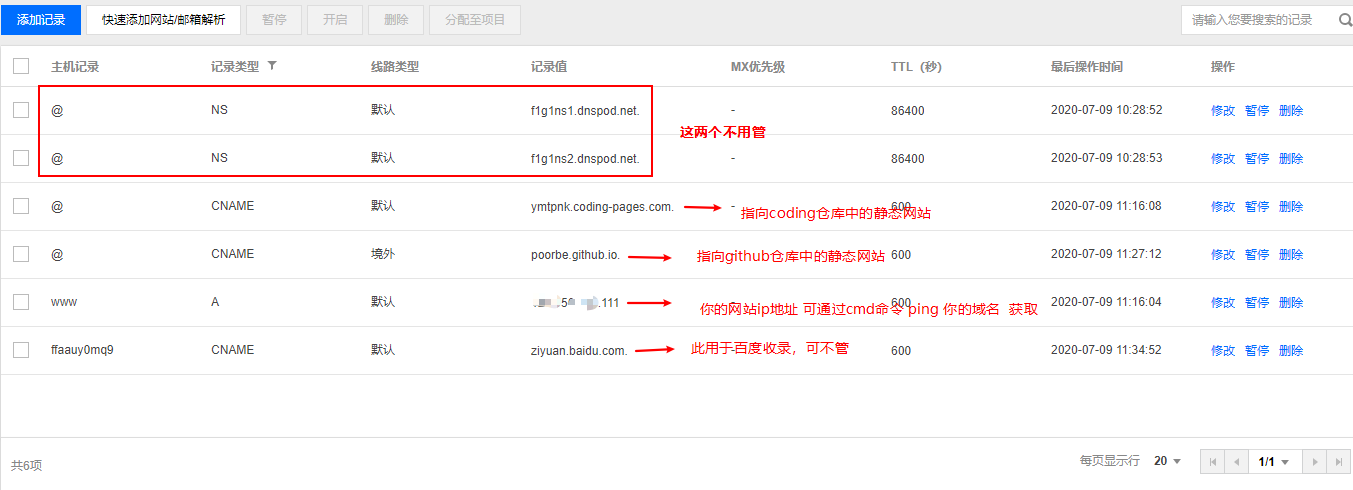 添加记录 快速添加网站/邮箱解析 暂停 开启 删除 分配至项目 请输入您要搜索的记录
主机记录 记录类型 线路类型 记录值 MX优先级 TTL（秒） 最后操作时间 操作
@ NS 默认 f1g1ns1.dnspod.net. - 86400 2020-07-09 10:28:52 修改 暂停 删除
这两个不用管
@ NS 默认 f1g1ns2.dnspod.net. - 86400 2020-07-09 10:28:53 修改 暂停 删除
@ CNAME 默认 ymtpnk.coding-pages.com. - 600 2020-07-09 11:16:08 修改 暂停 删除
指向coding仓库中的静态网站
@ CNAME 境外 poorbe.github.io. 指向github仓库中的静态网站 600 2020-07-09 11:27:12 修改 暂停 删除
www A 默认 .111 - 600 2020-07-09 11:16:04 修改 暂停 删除
你的网站ip地址 可通过cmd命令 ping 你的域名 获取
ffaauy0mq9 CNAME 默认 ziyuan.baidu.com. 此用于百度收录，可不管 - 600 2020-07-09 11:34:52 修改 暂停 删除
共6项 每页显示行 20 1/1